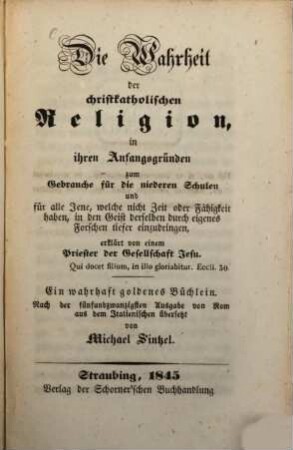 Die Wahrheit
der
christkatholischen
Religion,
in
ihren Anfangsgründen
zum
Gebrauche für die niederen Schulen
und
für alle Jene, welche nicht Zeit oder Fähigkeit
haben, in den Geist derselben durch eigenes
Forschen tiefer einzudringen,
erklärt von einem
Priester der Gesellschaft Jesu.
Qui docet filium, in illo gloriabitur. Eccli. 30.
Ein wahrhaft goldenes Büchlein.
Nach der fünfundzwanzigsten Ausgabe von Rom
aus dem Italienischen übersetzt
von
Michael Sintzel.
Straubing, 1845
Verlag der Schorner'schen Buchhandlung